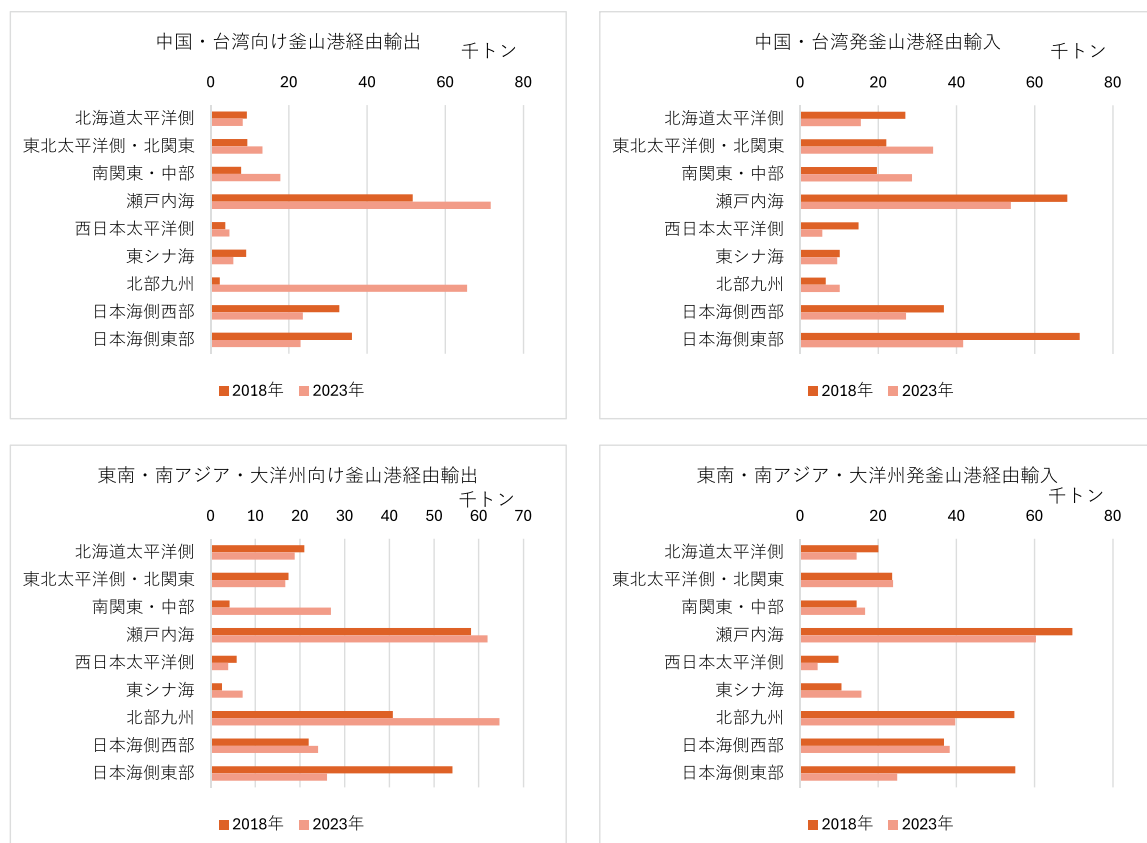 中国・台湾向け釜山港経由輸出
千トン
0 20 40 60 80
北海道太平洋側
東北太平洋側・北関東
南関東・中部
瀬戸内海
西日本太平洋側
東シナ海
北部九州
日本海側西部
日本海側東部
2018年 2023年
中国・台湾発釜山港経由輸入
千トン
0 20 40 60 80
北海道太平洋側
東北太平洋側・北関東
南関東・中部
瀬戸内海
西日本太平洋側
東シナ海
北部九州
日本海側西部
日本海側東部
2018年 2023年
東南・南アジア・大洋州向け釜山港経由輸出
千トン
0 10 20 30 40 50 60 70
北海道太平洋側
東北太平洋側・北関東
南関東・中部
瀬戸内海
西日本太平洋側
東シナ海
北部九州
日本海側西部
日本海側東部
2018年 2023年
東南・南アジア・大洋州発釜山港経由輸入
千トン
0 20 40 60 80
北海道太平洋側
東北太平洋側・北関東
南関東・中部
瀬戸内海
西日本太平洋側
東シナ海
北部九州
日本海側西部
日本海側東部
2018年 2023年